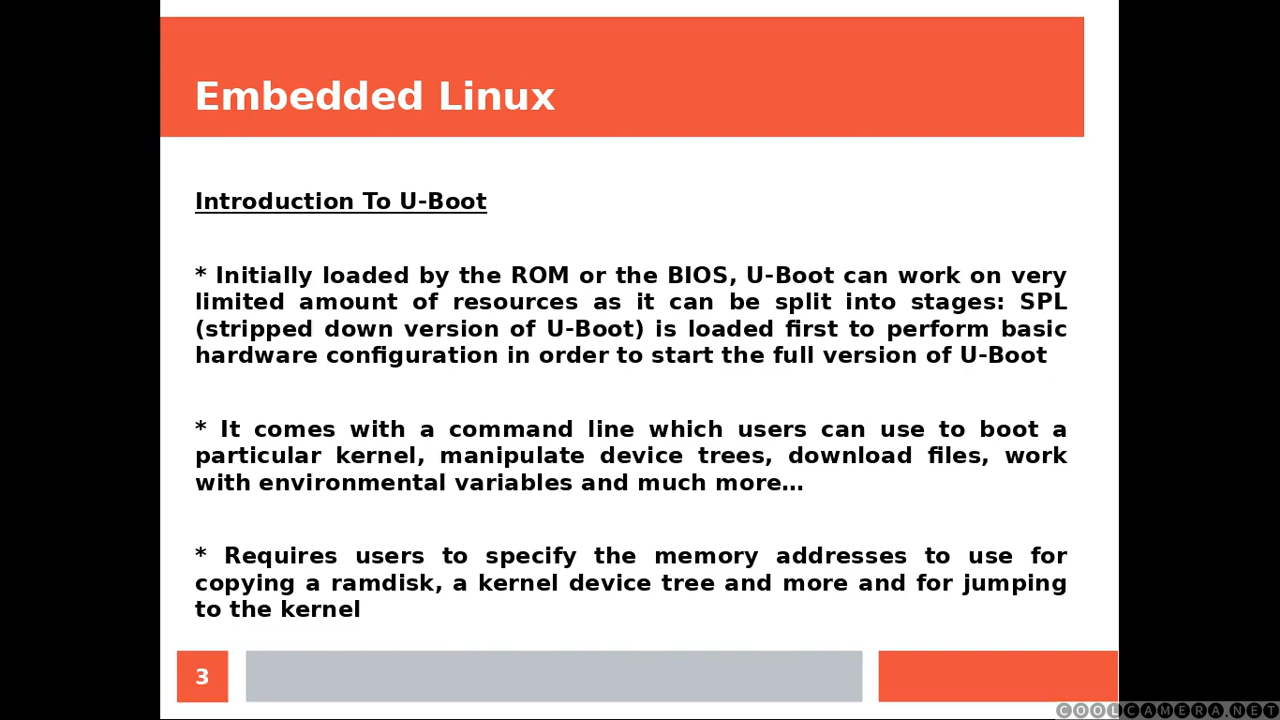 Embedded Linux
Introduction To U-Boot
* Initially loaded by the ROM or the BIOS, U-Boot can work on very
limited amount of resources as it can be split into stages: SPL
(stripped down version of U-Boot) is loaded first to perform basic
hardware configuration in order to start the full version of U-Boot
* It comes with a command line which users can use to boot a
particular kernel, manipulate device trees, download files, work
with environmental variables and much more...
* Requires users to specify the memory addresses to use for
copying a ramdisk, a kernel device tree and more and for jumping
to the kernel
3
COOLCAMERA.NET